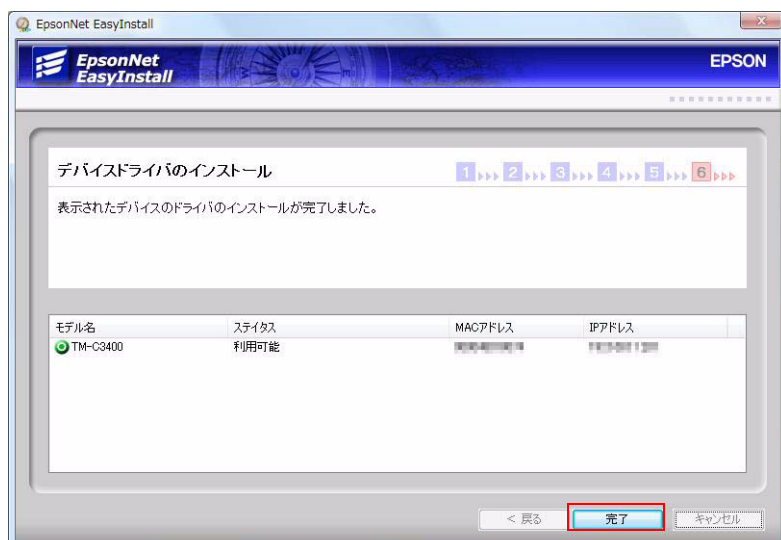 EpsonNet EasyInstall
EpsonNet
EasyInstall
EPSON
デバイスドライバのインストール
1 2 3 4 5 6
表示されたデバイスのドライバのインストールが完了しました。
モデル名 ステイタス MACアドレス IPアドレス
TM-C3400 利用可能
< 戻る 完了 キャンセル